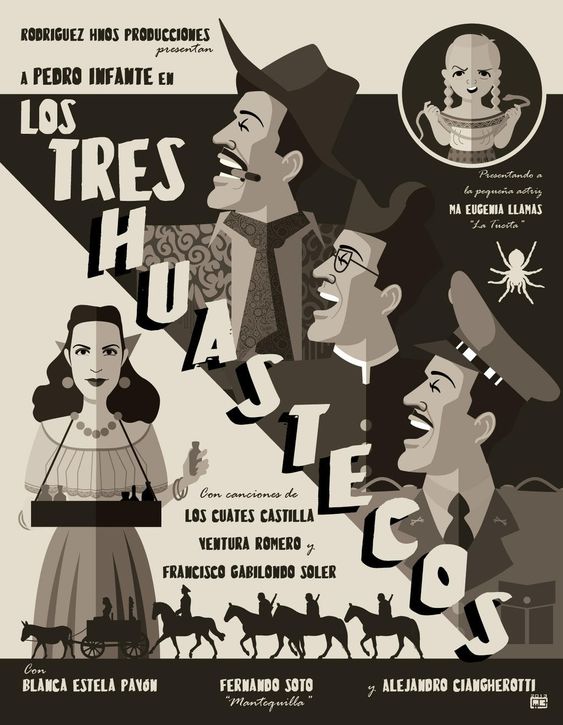 RODRIGUEZ HNOS PRODUCCIONES
presentan
A PEDRO INFANTE EN
LOS
TRES
HUASTECOS
Presentando a
la pequeña actriz
MA EUGENIA LLAMAS
"La Tucita"
Con canciones de
LOS CUATES CASTILLA
VENTURA ROMERO y
FRANCISCO GABILONDO SOLER
Con
BLANCA ESTELA PAVÓN
FERNANDO SOTO
"Mantequilla"
y ALEJANDRO CIANGHEROTTI